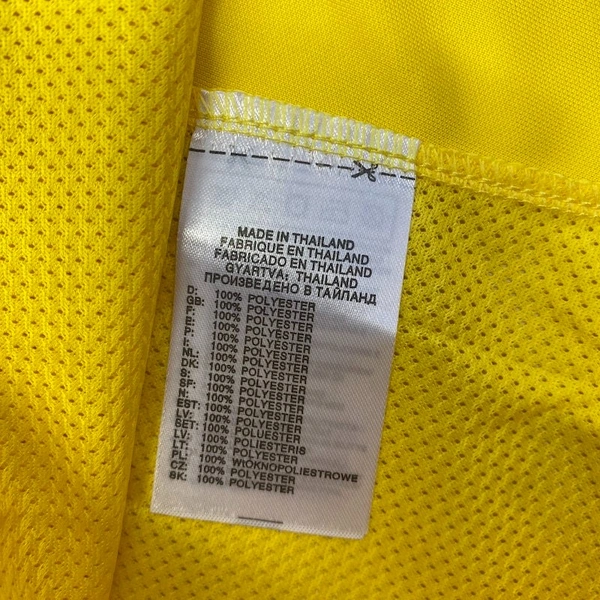 MADE IN THAILAND
FABRIQUE EN THAILAND
FABRICADO EN THAILAND
GYARTVA: THAILAND
ПРОИЗВЕДЕНО В ТАЙЛАНД
D: 100% POLYESTER
GB: 100% POLYESTER
F: 100% POLYESTER
E: 100% POLYESTER
P: 100% POLYESTER
I: 100% POLYESTER
NL: 100% POLYESTER
DK: 100% POLYESTER
S: 100% POLYESTER
SF: 100% POLYESTER
N: 100% POLYESTER
EST: 100% POLYESTER
LV: 100% POLYESTER
SET: 100% POLUESTER
LV: 100% POLIESTERIS
LT: 100% POLYESTER
PL: 100% WIÓKNOPOLIESTROWE
CZ: 100% POLYESTER
SK: 100% POLYESTER